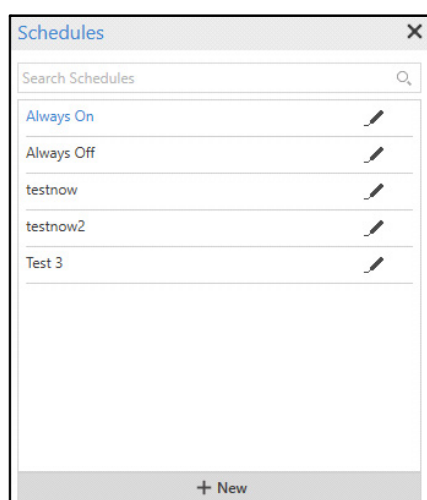 Schedules
Search Schedules
Always On
Always Off
testnow
testnow2
Test 3
+ New